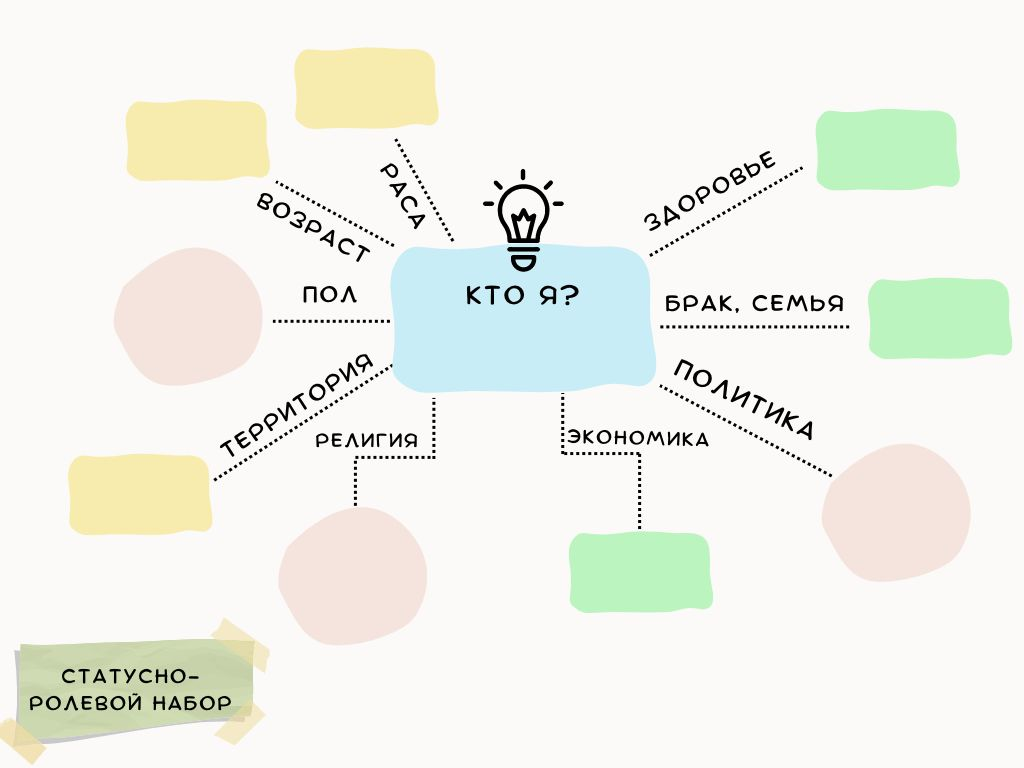 РАСА
ВОЗРАСТ
ЗДОРОВЬЕ
КТО Я?
ПОЛ
БРАК, СЕМЬЯ
ТЕРРИТОРИЯ
ПОЛИТИКА
РЕЛИГИЯ
ЭКОНОМИКА
СТАТУСНО-
РОЛЕВОЙ НАБОР